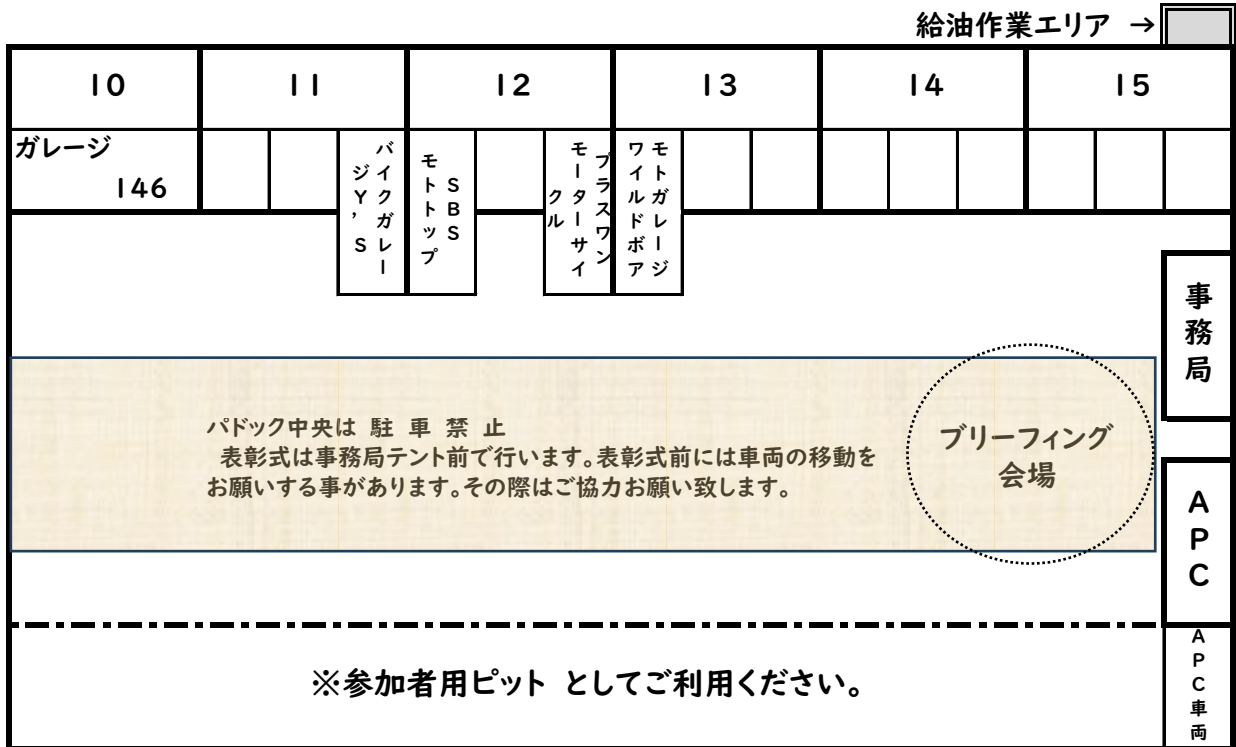 給油作業エリア →
10
11
12
13
14
15
ガレージ
146
バイクガレー
ジY'S
SBS
モトトップ
プラスワン
モーターサイ
クル
モトガレージ
ワイルドボア
事務局
パドック中央は 駐 車 禁 止
表彰式は事務局テント前で行います。表彰式前には車両の移動を
お願いする事があります。その際はご協力お願い致します。
ブリーフィング
会場
APC
※参加者用ピット としてご利用ください。
APC車両